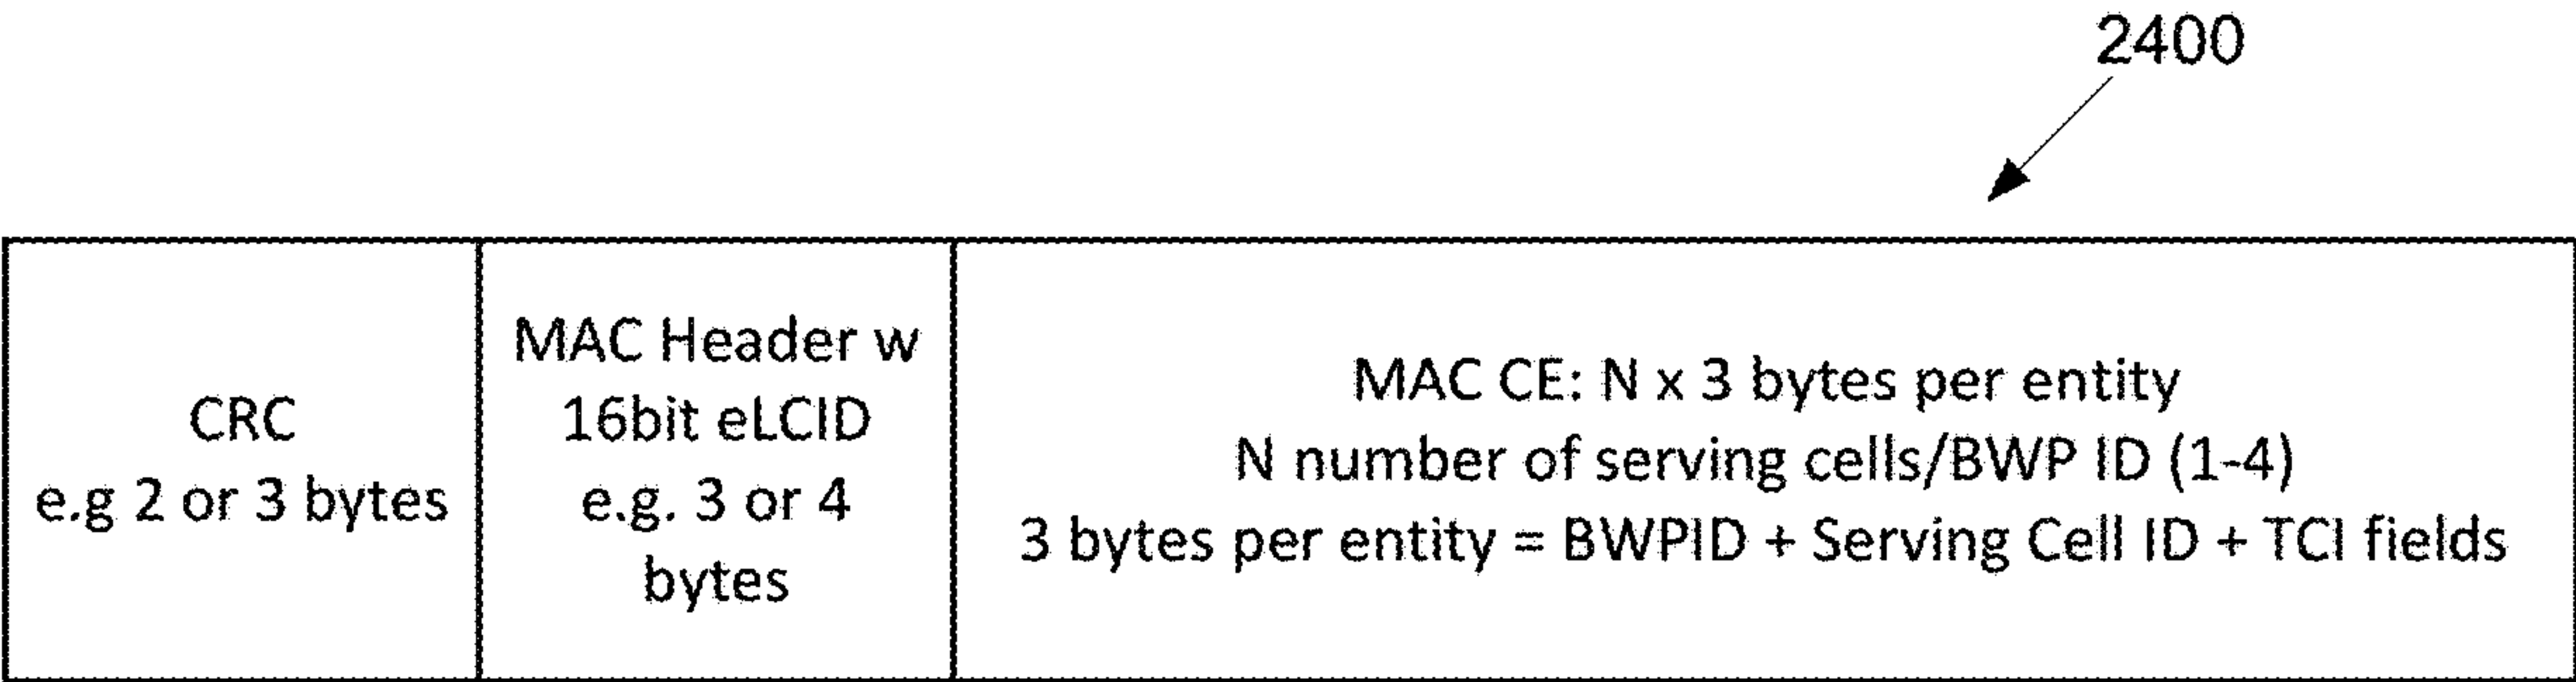 2400
CRC
e.g 2 or 3 bytes
MAC Header w
16bit eLCID
e.g. 3 or 4
bytes
MAC CE: N x 3 bytes per entity
N number of serving cells/BWP ID (1-4)
3 bytes per entity = BWPID + Serving Cell ID + TCI fields